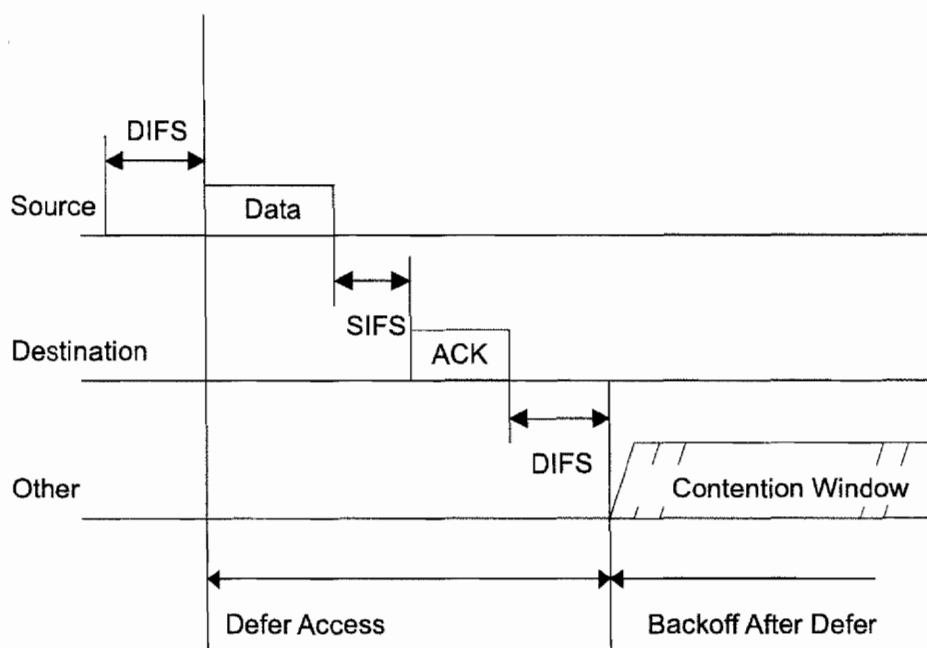 DIFS
Source
Data
SIFS
Destination
ACK
DIFS
Other
Contention Window
Defer Access
Backoff After Defer